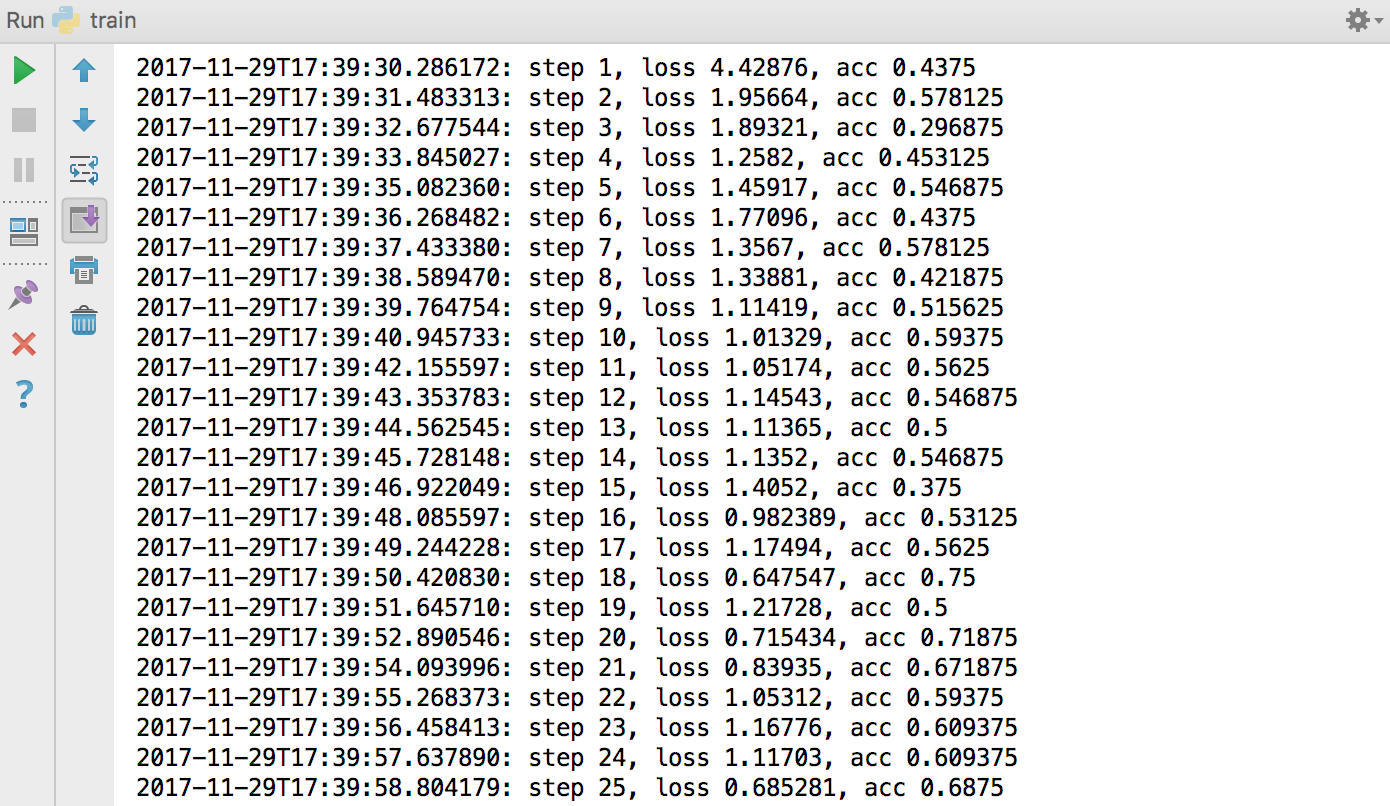 Run train
2017-11-29T17:39:30.286172: step 1, loss 4.42876, acc 0.4375
2017-11-29T17:39:31.483313: step 2, loss 1.95664, acc 0.578125
2017-11-29T17:39:32.677544: step 3, loss 1.89321, acc 0.296875
2017-11-29T17:39:33.845027: step 4, loss 1.2582, acc 0.453125
2017-11-29T17:39:35.082360: step 5, loss 1.45917, acc 0.546875
2017-11-29T17:39:36.268482: step 6, loss 1.77096, acc 0.4375
2017-11-29T17:39:37.433380: step 7, loss 1.3567, acc 0.578125
2017-11-29T17:39:38.589470: step 8, loss 1.33881, acc 0.421875
2017-11-29T17:39:39.764754: step 9, loss 1.11419, acc 0.515625
2017-11-29T17:39:40.945733: step 10, loss 1.01329, acc 0.59375
2017-11-29T17:39:42.155597: step 11, loss 1.05174, acc 0.5625
2017-11-29T17:39:43.353783: step 12, loss 1.14543, acc 0.546875
2017-11-29T17:39:44.562545: step 13, loss 1.11365, acc 0.5
2017-11-29T17:39:45.728148: step 14, loss 1.1352, acc 0.546875
2017-11-29T17:39:46.922049: step 15, loss 1.4052, acc 0.375
2017-11-29T17:39:48.085597: step 16, loss 0.982389, acc 0.53125
2017-11-29T17:39:49.244228: step 17, loss 1.17494, acc 0.5625
2017-11-29T17:39:50.420830: step 18, loss 0.647547, acc 0.75
2017-11-29T17:39:51.645710: step 19, loss 1.21728, acc 0.5
2017-11-29T17:39:52.890546: step 20, loss 0.715434, acc 0.71875
2017-11-29T17:39:54.093996: step 21, loss 0.83935, acc 0.671875
2017-11-29T17:39:55.268373: step 22, loss 1.05312, acc 0.59375
2017-11-29T17:39:56.458413: step 23, loss 1.16776, acc 0.609375
2017-11-29T17:39:57.637890: step 24, loss 1.11703, acc 0.609375
2017-11-29T17:39:58.804179: step 25, loss 0.685281, acc 0.6875